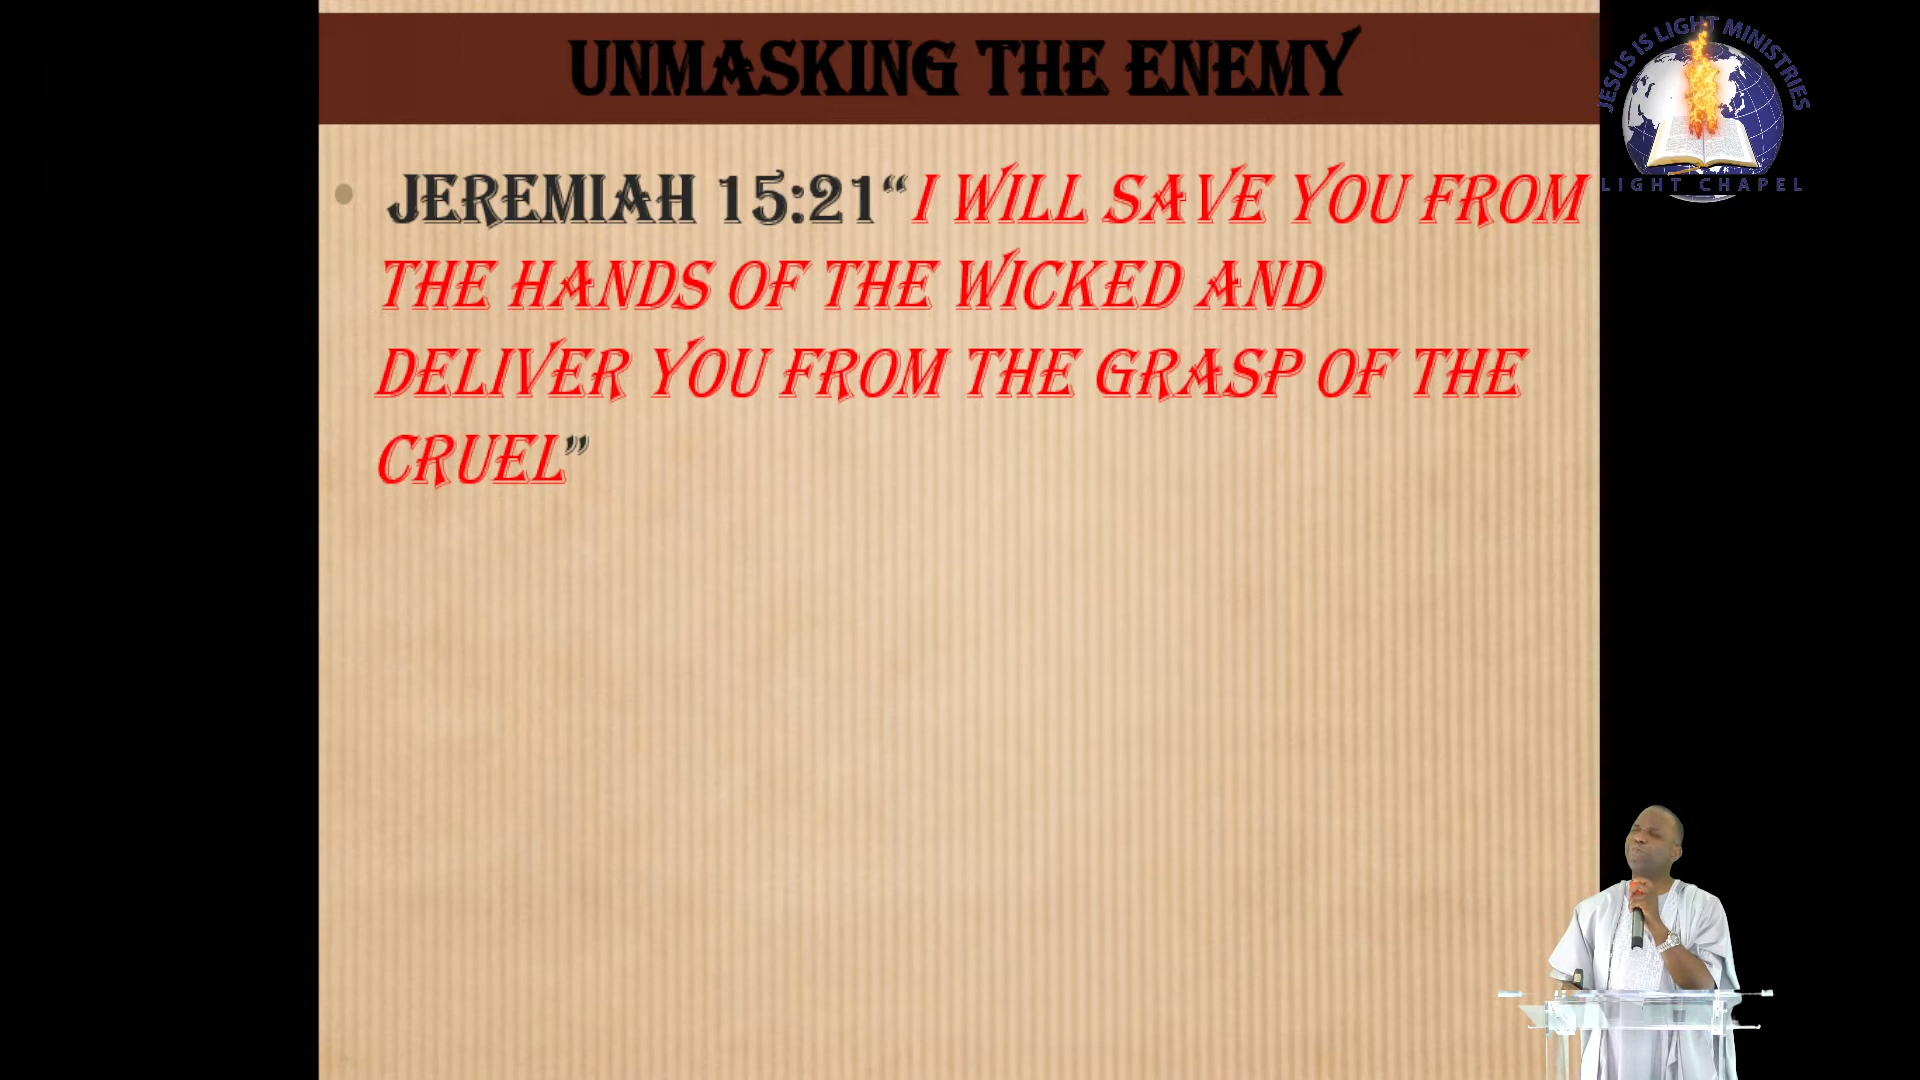 UNMASKING THE ENEMY
JESUS IS LIGHT MINISTRIES
LIGHT CHAPEL
• JEREMIAH 15:21“I WILL SAVE YOU FROM
THE HANDS OF THE WICKED AND
DELIVER YOU FROM THE GRASP OF THE
CRUEL”